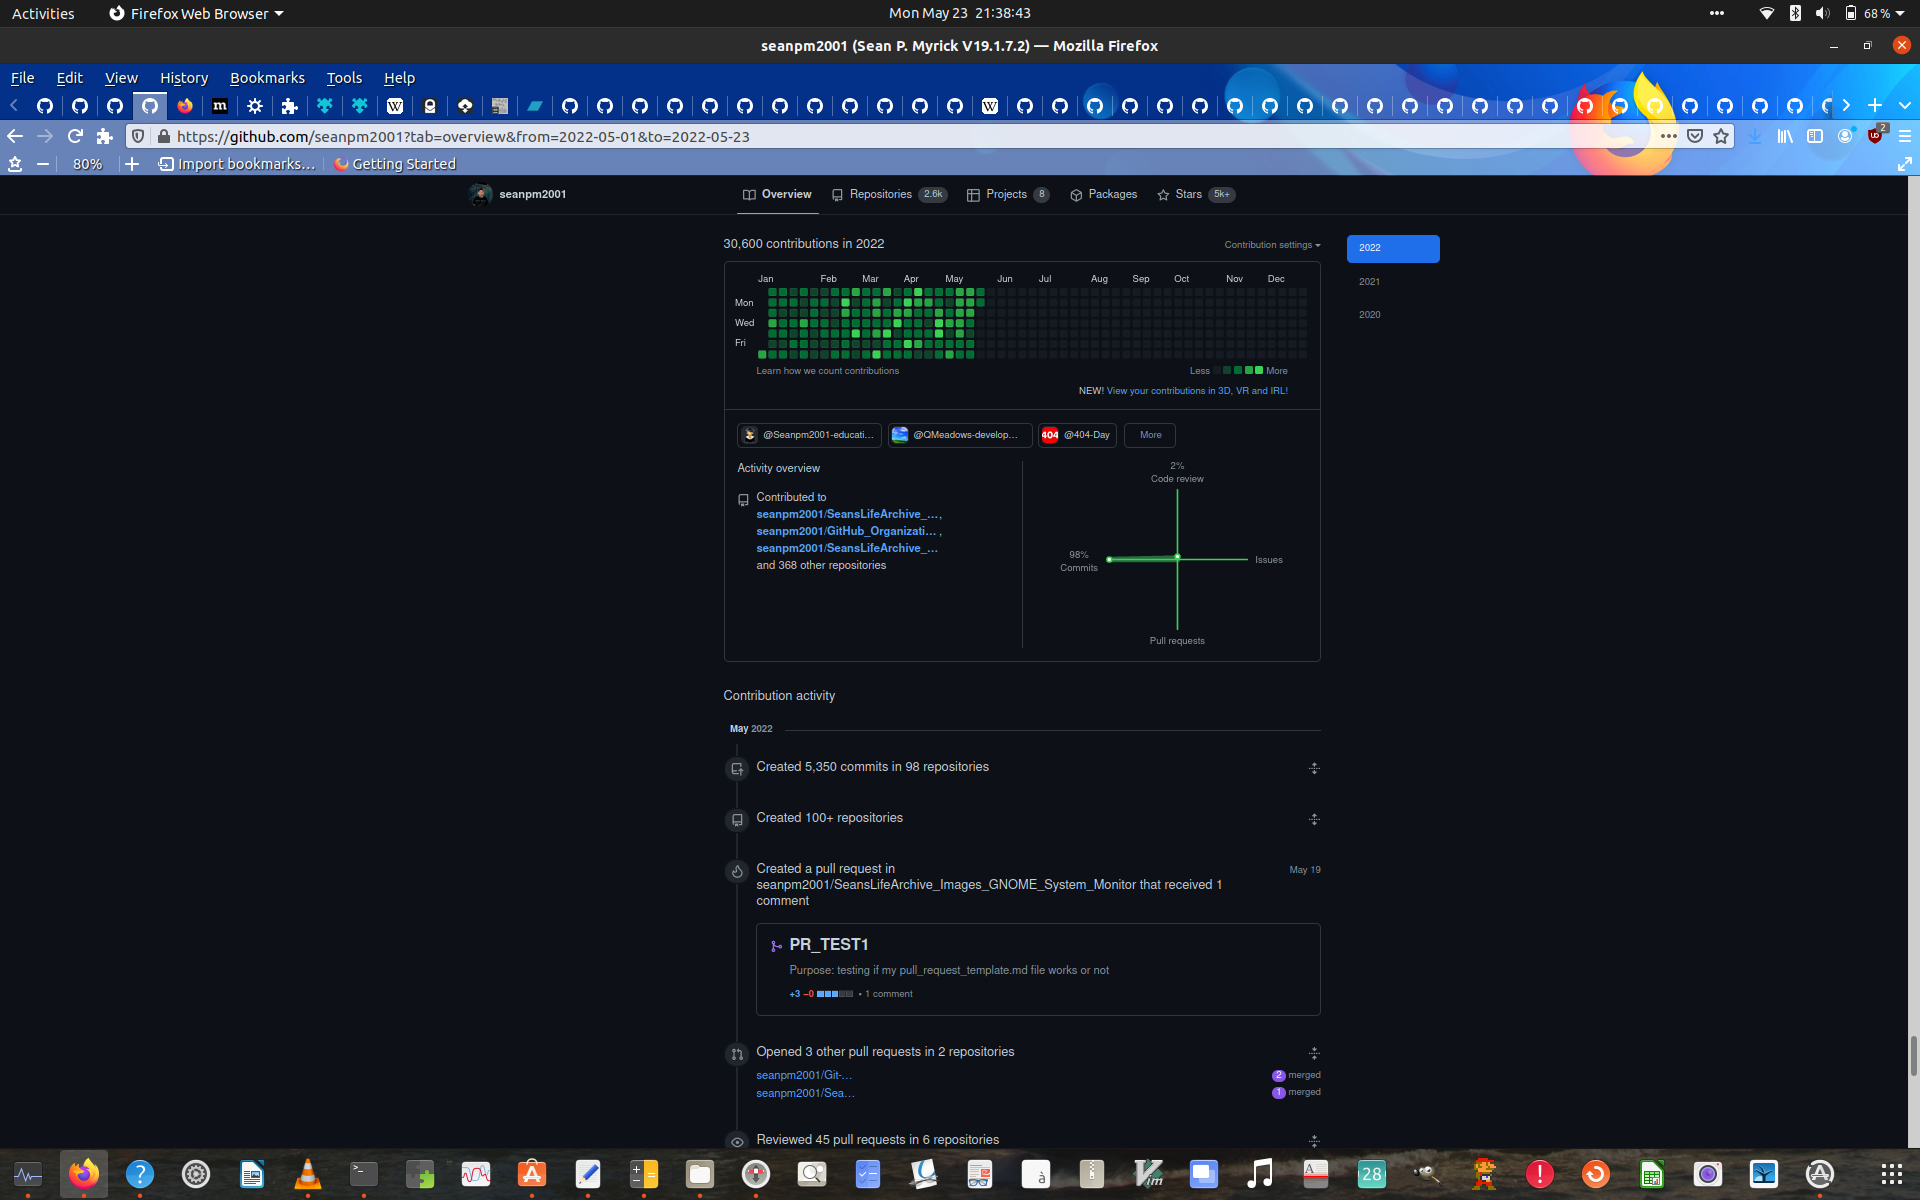 Activities
Firefox Web Browser
Mon May 23 21:38:43
68 %
seanpm2001 (Sean P. Myrick V19.1.7.2) — Mozilla Firefox
File Edit View History Bookmarks Tools Help
https://github.com/seanpm2001?tab=overview&from=2022-05-01&to=2022-05-23
2
80%
Import bookmarks...
Getting Started
seanpm2001
Overview
Repositories 2.6k
Projects 8
Packages
Stars 5k+
30,600 contributions in 2022
Contribution settings
2022
2021
2020
Jan Feb Mar Apr May Jun Jul Aug Sep Oct Nov Dec
Mon
Wed
Fri
Learn how we count contributions
Less More
NEW! View your contributions in 3D, VR and IRL!
@Seanpm2001-educati...
@QMeadows-develop...
404 @404-Day
More
Activity overview
Contributed to
seanpm2001/SeansLifeArchive_...,
seanpm2001/GitHub_Organizati... ,
seanpm2001/SeansLifeArchive_...
and 368 other repositories
2%
Code review
98%
Commits
Issues
Pull requests
Contribution activity
May 2022
Created 5,350 commits in 98 repositories
Created 100+ repositories
Created a pull request in
seanpm2001/SeansLifeArchive_Images_GNOME_System_Monitor that received 1
comment
May 19
PR_TEST1
Purpose: testing if my pull_request_template.md file works or not
+3 −0 • 1 comment
Opened 3 other pull requests in 2 repositories
seanpm2001/Git-...
2 merged
seanpm2001/Sea...
1 merged
Reviewed 45 pull requests in 6 repositories
28